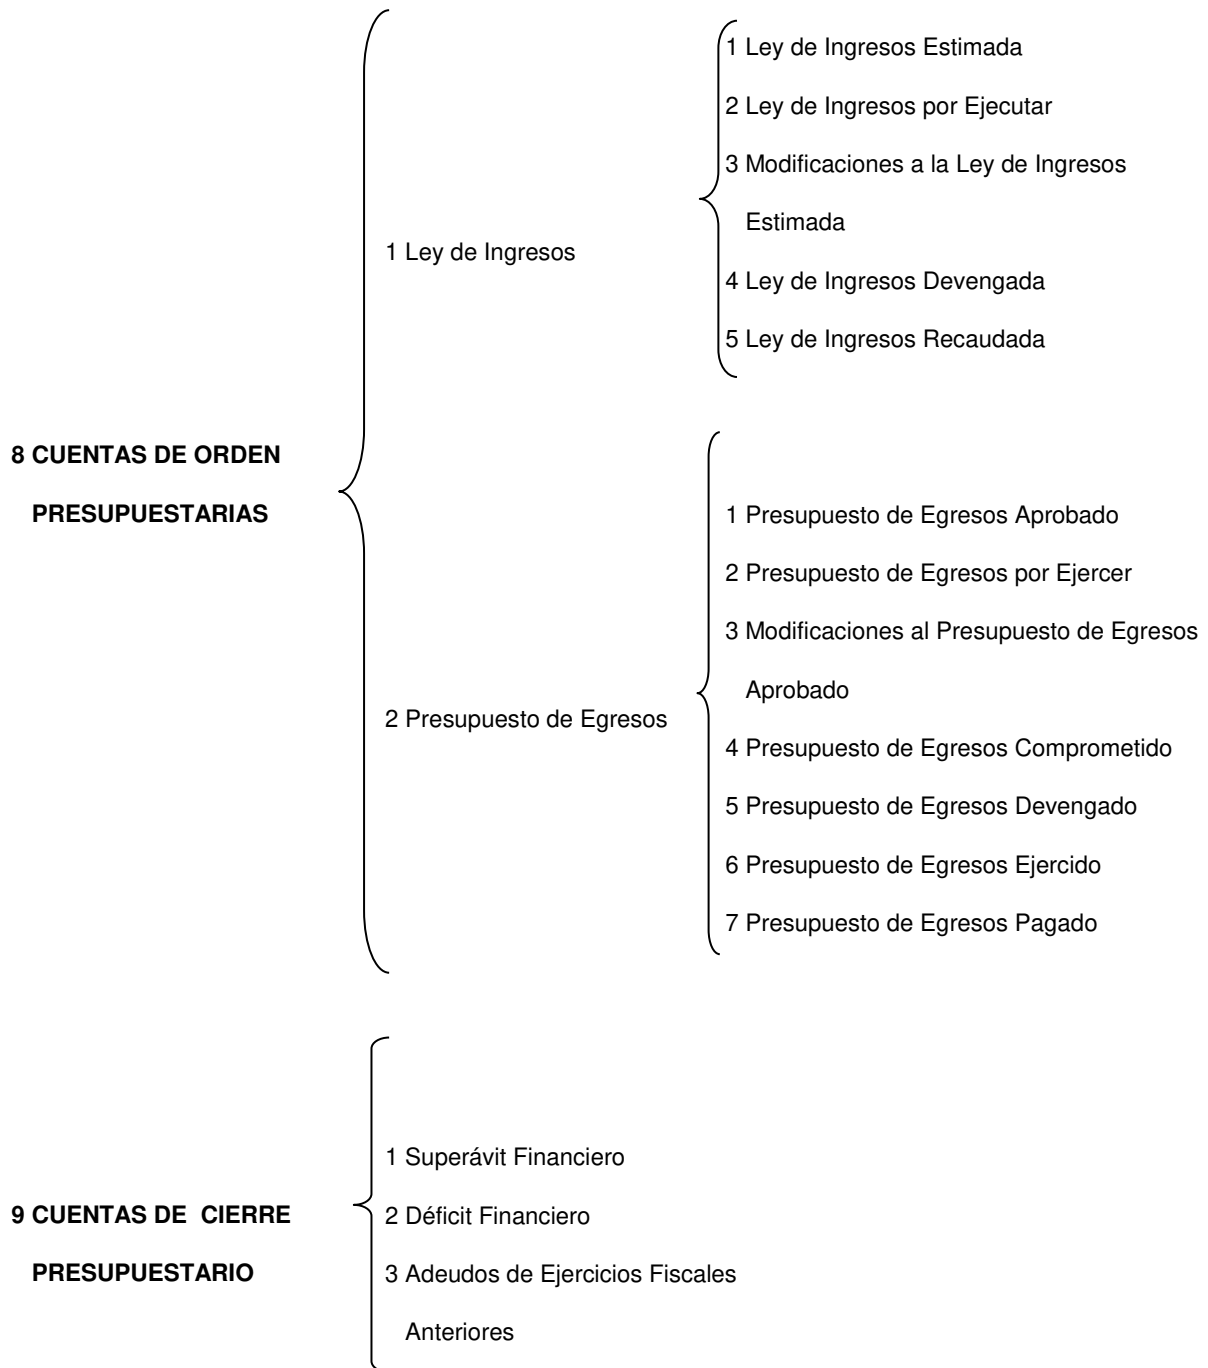 8 CUENTAS DE ORDEN
PRESUPUESTARIAS
1 Ley de Ingresos
1 Ley de Ingresos Estimada
2 Ley de Ingresos por Ejecutar
3 Modificaciones a la Ley de Ingresos
Estimada
4 Ley de Ingresos Devengada
5 Ley de Ingresos Recaudada
2 Presupuesto de Egresos
1 Presupuesto de Egresos Aprobado
2 Presupuesto de Egresos por Ejercer
3 Modificaciones al Presupuesto de Egresos
Aprobado
4 Presupuesto de Egresos Comprometido
5 Presupuesto de Egresos Devengado
6 Presupuesto de Egresos Ejercido
7 Presupuesto de Egresos Pagado
9 CUENTAS DE CIERRE
PRESUPUESTARIO
1 Superávit Financiero
2 Déficit Financiero
3 Adeudos de Ejercicios Fiscales
Anteriores